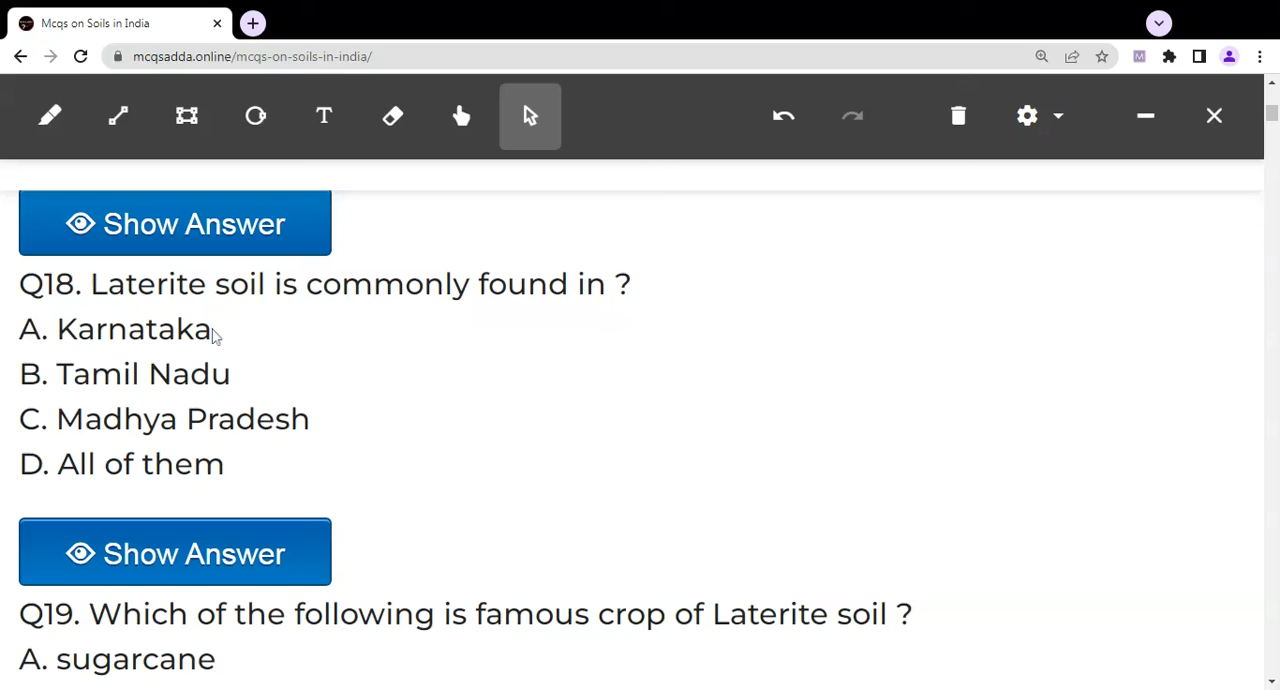 Mcqs on Soils in India
mcqsadda.online/mcqs-on-soils-in-india/
M
T
Show Answer
Q18. Laterite soil is commonly found in ?
A. Karnataka
B. Tamil Nadu
C. Madhya Pradesh
D. All of them
Show Answer
Q19. Which of the following is famous crop of Laterite soil ?
A. sugarcane